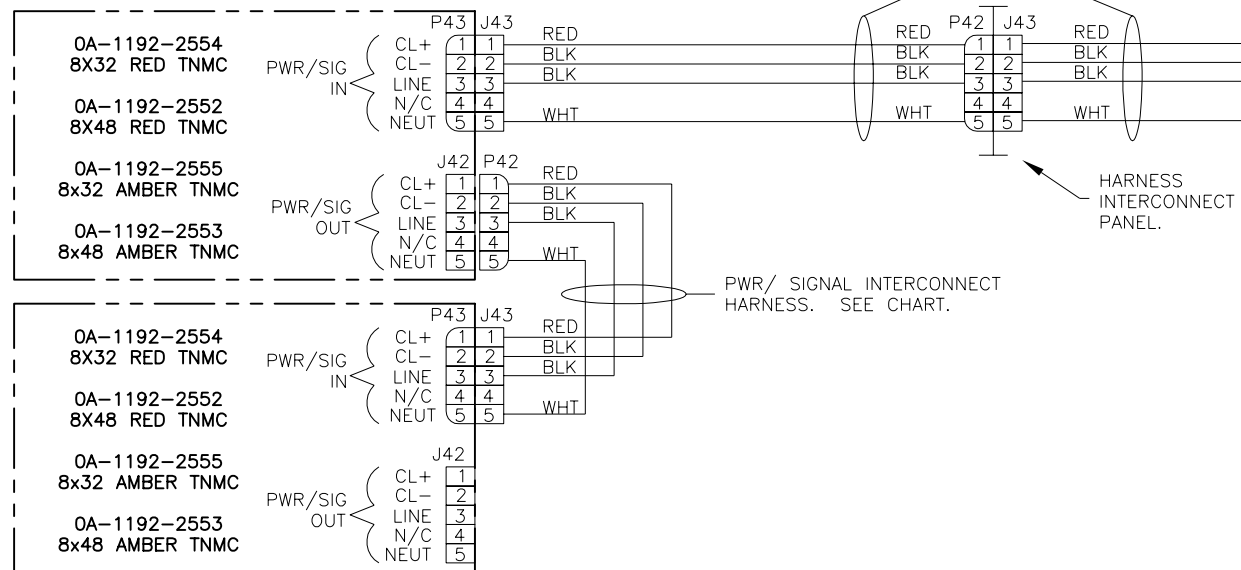 0A-1192-2554
8X32 RED TNMC
0A-1192-2552
8X48 RED TNMC
0A-1192-2555
8x32 AMBER TNMC
0A-1192-2553
8x48 AMBER TNMC
PWR/SIG
IN
P43 J43
CL+ 1 1 RED
CL- 2 2 BLK
LINE 3 3 BLK
N/C 4 4
NEUT 5 5 WHT
P42 J43
RED 1 1 RED
BLK 2 2 BLK
BLK 3 3 BLK
4 4
WHT 5 5 WHT
HARNESS
INTERCONNECT
PANEL.
PWR/SIG
OUT
J42 P42
CL+ 1 1 RED
CL- 2 2 BLK
LINE 3 3 BLK
N/C 4 4
NEUT 5 5 WHT
PWR/ SIGNAL INTERCONNECT
HARNESS. SEE CHART.
0A-1192-2554
8X32 RED TNMC
0A-1192-2552
8X48 RED TNMC
0A-1192-2555
8x32 AMBER TNMC
0A-1192-2553
8x48 AMBER TNMC
PWR/SIG
IN
P43 J43
CL+ 1 1 RED
CL- 2 2 BLK
LINE 3 3 BLK
N/C 4 4
NEUT 5 5 WHT
PWR/SIG
OUT
J42
CL+ 1
CL- 2
LINE 3
N/C 4
NEUT 5